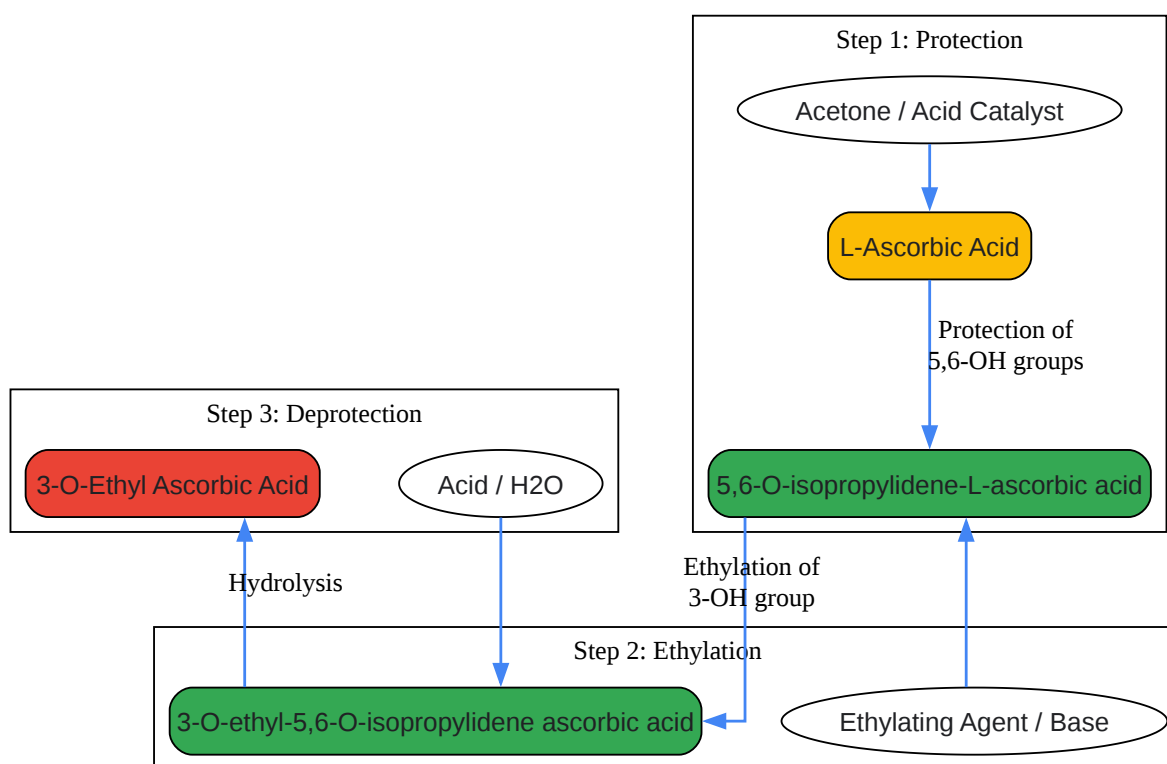 Step 1: Protection
Acetone / Acid Catalyst
L-Ascorbic Acid
Protection of
5,6-OH groups
5,6-O-isopropylidene-L-ascorbic acid
Step 3: Deprotection
3-O-Ethyl Ascorbic Acid
Acid / H2O
Hydrolysis
Ethylation of
3-OH group
Step 2: Ethylation
3-O-ethyl-5,6-O-isopropylidene ascorbic acid
Ethylating Agent / Base